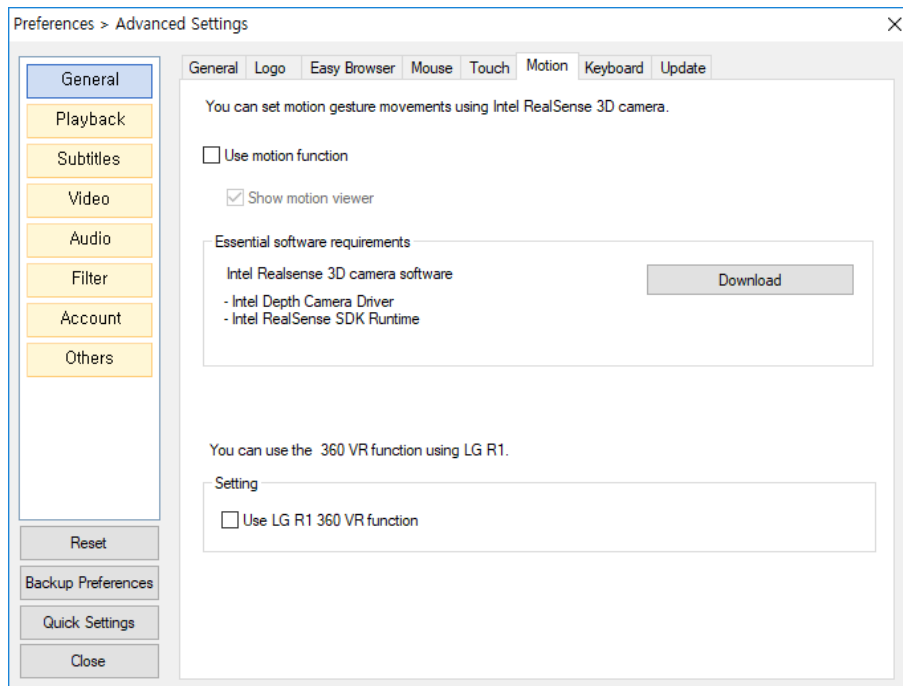 Preferences > Advanced Settings
General
Playback
Subtitles
Video
Audio
Filter
Account
Others
Reset
Backup Preferences
Quick Settings
Close
General Logo Easy Browser Mouse Touch Motion Keyboard Update
You can set motion gesture movements using Intel RealSense 3D camera.
Use motion function
Show motion viewer
Essential software requirements
Intel Realsense 3D camera software
Download
- Intel Depth Camera Driver
- Intel RealSense SDK Runtime
You can use the 360 VR function using LG R1.
Setting
Use LG R1 360 VR function